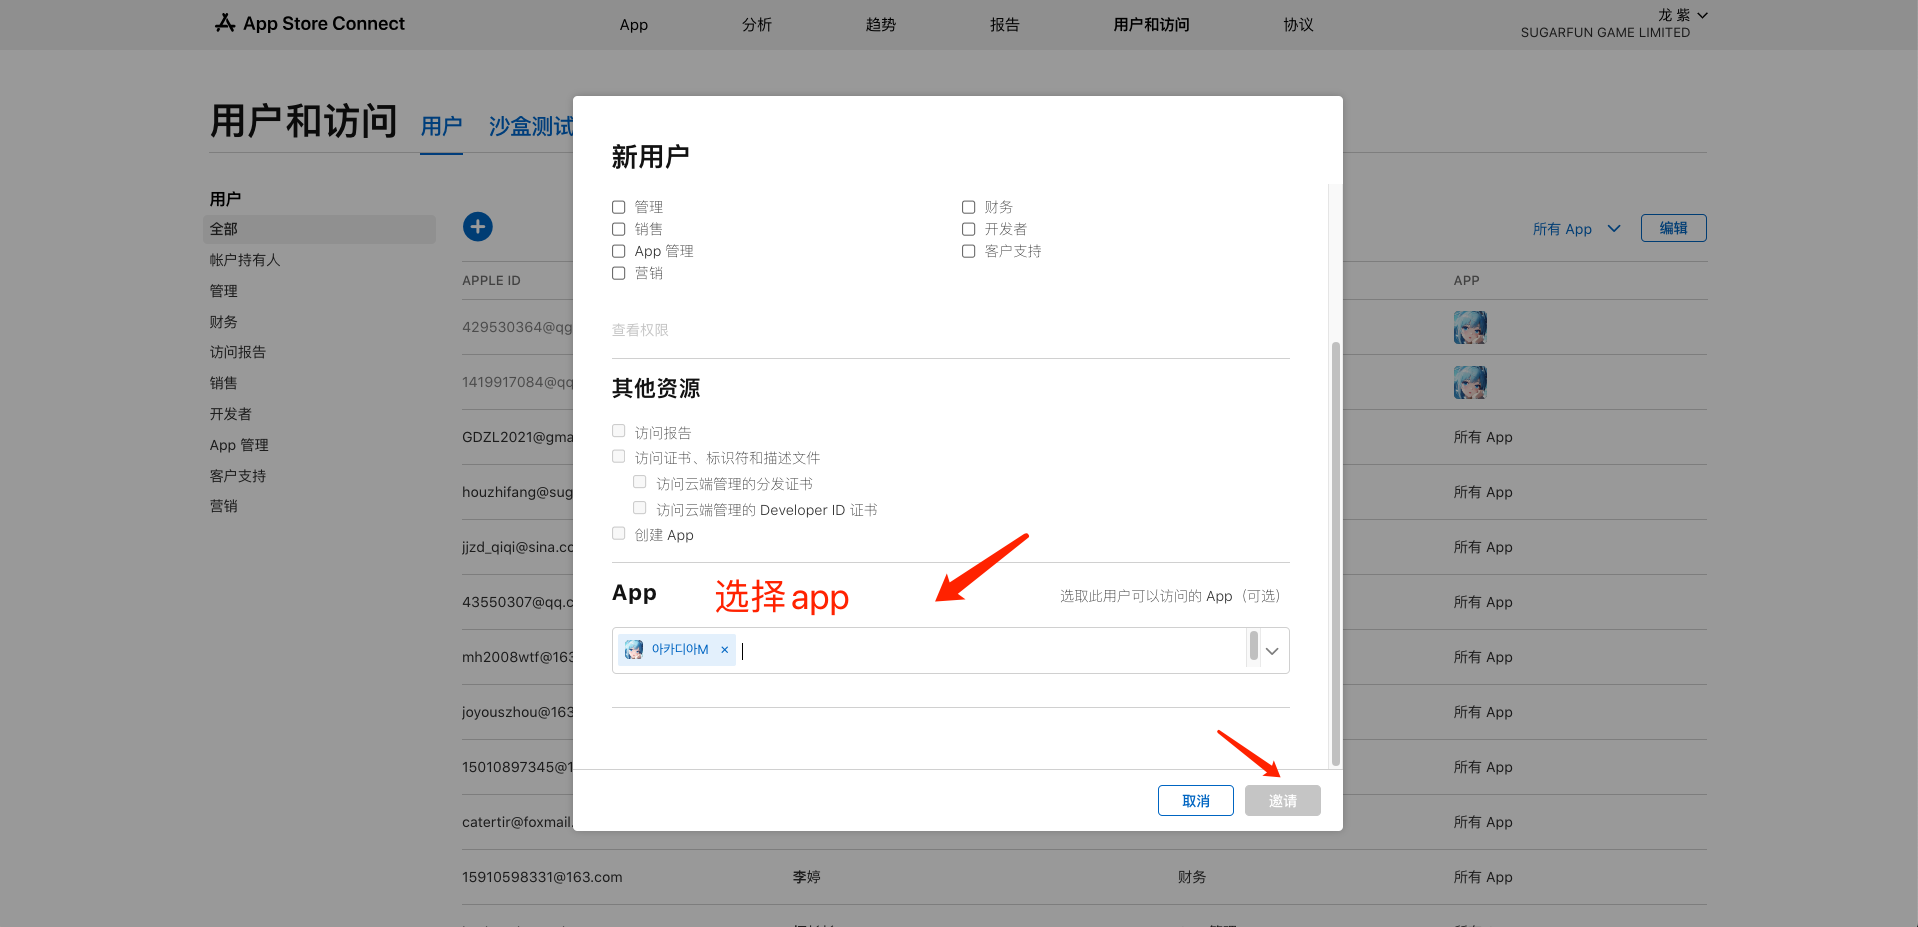 App Store Connect
App
分析
趋势
报告
用户和访问
协议
龙 紫
SUGARFUN GAME LIMITED
用户和访问
用户
沙盒测试
用户
全部
帐户持有人
管理
财务
访问报告
销售
开发者
App 管理
客户支持
营销
所有 App
编辑
APPLE ID
APP
429530364@qq
1419917084@qq
GDZL2021@gma
所有 App
houzhifang@sug
所有 App
jjzd_qiqi@sina.co
所有 App
43550307@qq.c
所有 App
mh2008wtf@163
所有 App
joyouszhou@163
所有 App
15010897345@1
所有 App
catertir@foxmail.
所有 App
15910598331@163.com
李婷
财务
所有 App
新用户
管理
财务
销售
开发者
App 管理
客户支持
营销
查看权限
其他资源
访问报告
访问证书、标识符和描述文件
访问云端管理的分发证书
访问云端管理的 Developer ID 证书
创建 App
App
选择app
选取此用户可以访问的 App（可选）
아카디아M ×
取消
邀请